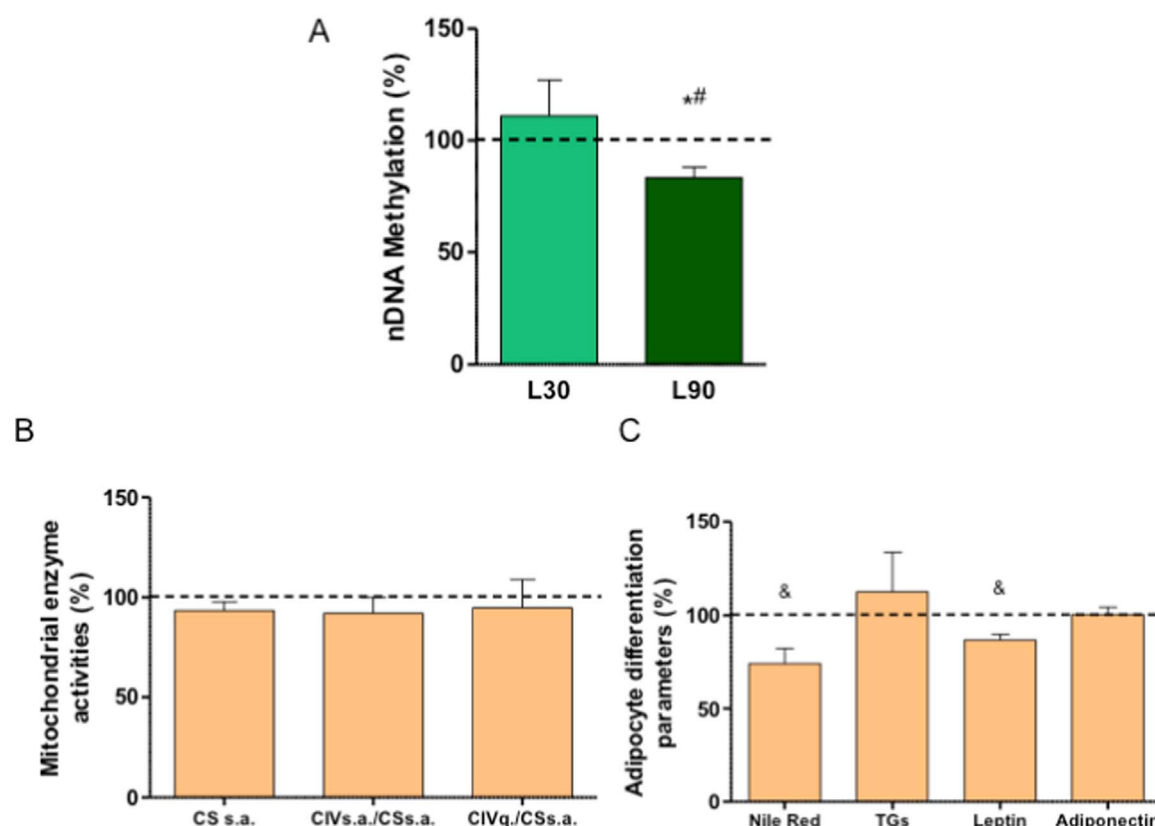 A
nDNA Methylation (%)
150
100
50
0
*#
L30 L90
B
Mitochondrial enzyme
activities (%)
150
100
50
0
CS s.a. CIVs.a./CSs.a. CIVq./CSs.a.
C
Adipocyte differentiation
parameters (%)
150
100
50
0
& &
Nile Red TGs Leptin Adiponectin